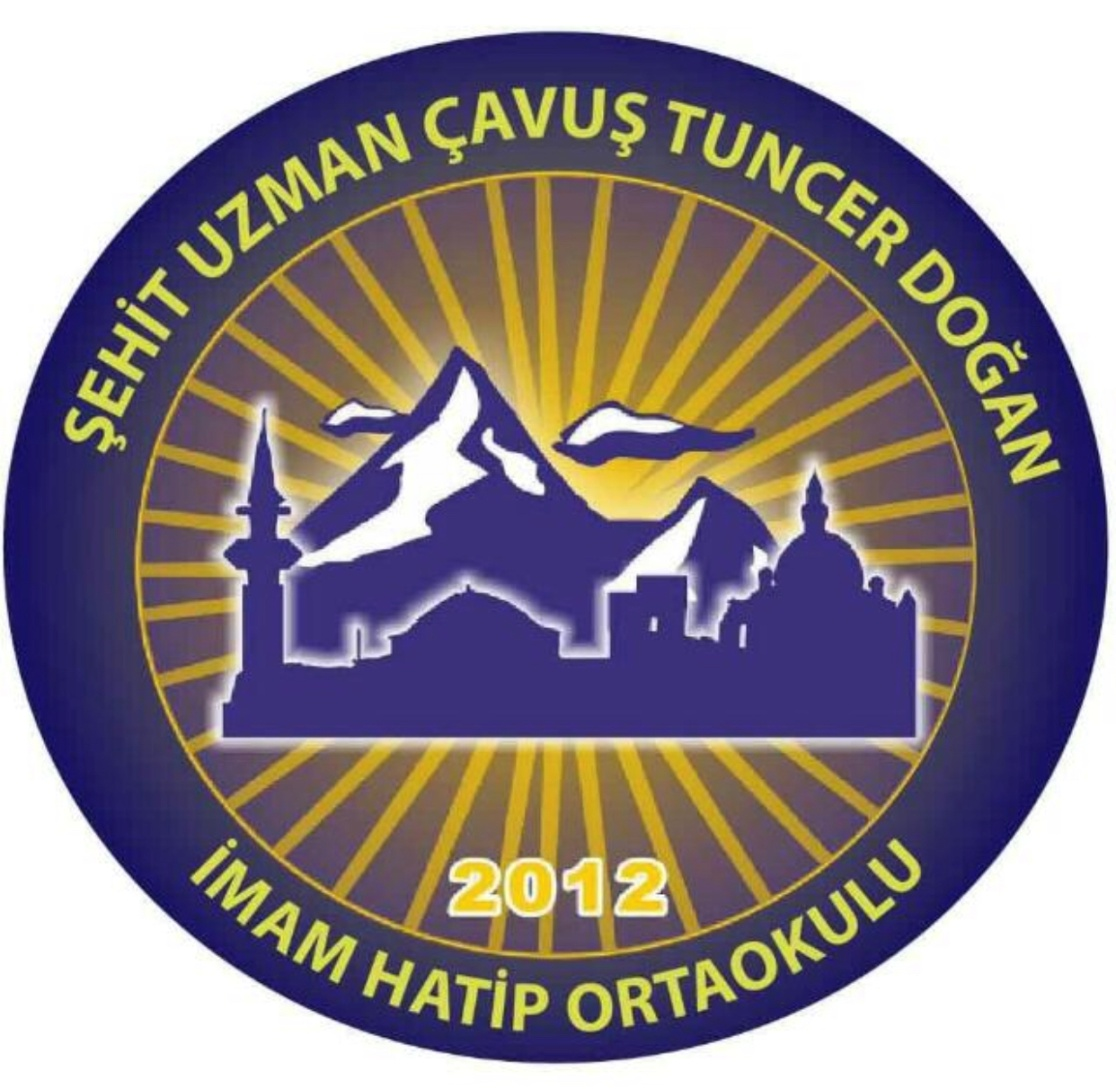 ŞEHİT UZMAN ÇAVUŞ TUNCER DOĞAN
2012
İMAM HATİP ORTAOKULU